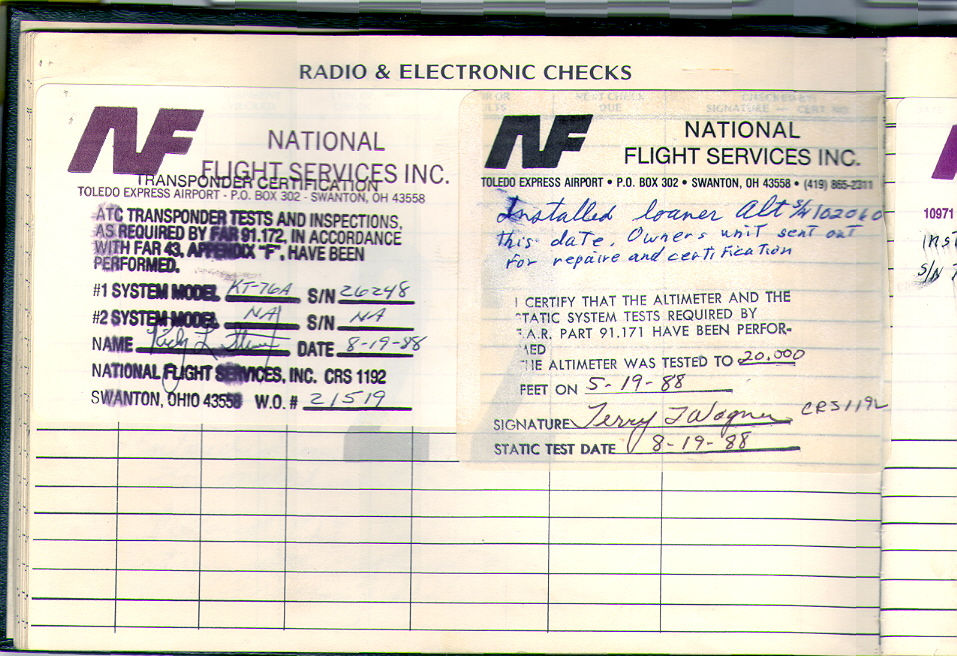 RADIO & ELECTRONIC CHECKS
NF
NATIONAL
FLIGHT SERVICES INC.
TRANSPONDER CERTIFICATION
TOLEDO EXPRESS AIRPORT - P.O. BOX 302 - SWANTON, OH 43558
ATC TRANSPONDER TESTS AND INSPECTIONS,
AS REQUIRED BY FAR 91.172, IN ACCORDANCE
WITH FAR 43, APPENDIX "F", HAVE BEEN
PERFORMED.
#1 SYSTEM MODEL KT-76A S/N 26248
#2 SYSTEM MODEL NA S/N NA
NAME DATE 8-19-88
NATIONAL FLIGHT SERVICES, INC. CRS 1192
SWANTON, OHIO 43558 W.O. # 21519
NEXT CHECK
DUE
SIGNATURE CERT. NO.
NF
NATIONAL
FLIGHT SERVICES INC.
TOLEDO EXPRESS AIRPORT • P.O. BOX 302 • SWANTON, OH 43558 • (419) 865-2311
Installed loaner Alt S/N 102060
this date. Owners unit sent out
for repaire and certification
I CERTIFY THAT THE ALTIMETER AND THE
STATIC SYSTEM TESTS REQUIRED BY
F.A.R. PART 91.171 HAVE BEEN PERFOR-
MED
THE ALTIMETER WAS TESTED TO 20.000
FEET ON 5-19-88
SIGNATURE Terry J Wagner CRS1192
STATIC TEST DATE 8-19-88
10971
Inst
S/N